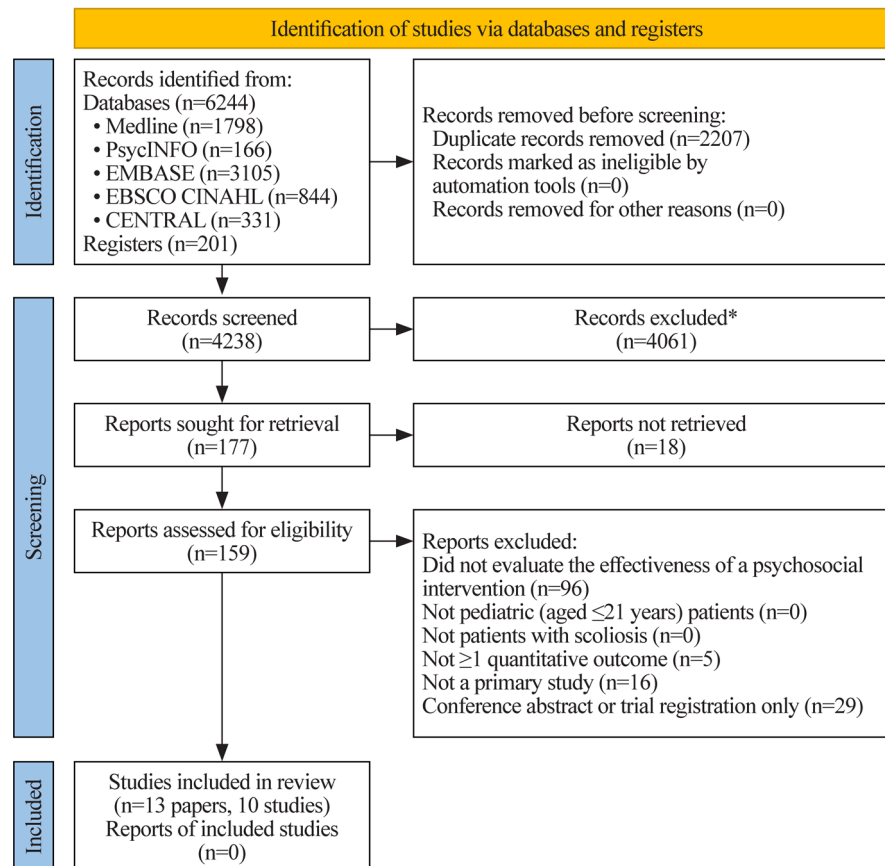 Identification of studies via databases and registers
Identification
Records identified from:
Databases (n=6244)
• Medline (n=1798)
• PsycINFO (n=166)
• EMBASE (n=3105)
• EBSCO CINAHL (n=844)
• CENTRAL (n=331)
Registers (n=201)
Records removed before screening:
Duplicate records removed (n=2207)
Records marked as ineligible by
automation tools (n=0)
Records removed for other reasons (n=0)
Screening
Records screened
(n=4238)
Records excluded*
(n=4061)
Reports sought for retrieval
(n=177)
Reports not retrieved
(n=18)
Reports assessed for eligibility
(n=159)
Reports excluded:
Did not evaluate the effectiveness of a psychosocial
intervention (n=96)
Not pediatric (aged ≤21 years) patients (n=0)
Not patients with scoliosis (n=0)
Not ≥1 quantitative outcome (n=5)
Not a primary study (n=16)
Conference abstract or trial registration only (n=29)
Included
Studies included in review
(n=13 papers, 10 studies)
Reports of included studies
(n=0)